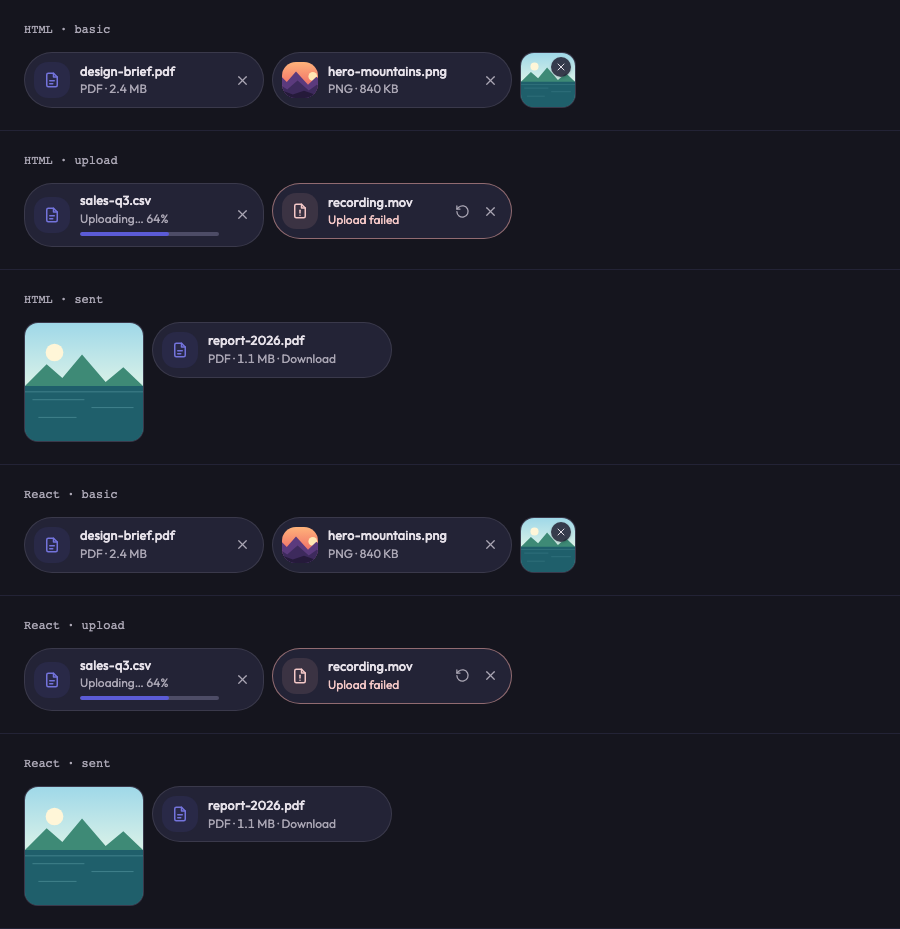 HTML · basic
design-brief.pdf
PDF · 2.4 MB
hero-mountains.png
PNG · 840 KB
HTML · upload
sales-q3.csv
Uploading… 64%
recording.mov
Upload failed
HTML · sent
report-2026.pdf
PDF · 1.1 MB · Download
React · basic
design-brief.pdf
PDF · 2.4 MB
hero-mountains.png
PNG · 840 KB
React · upload
sales-q3.csv
Uploading… 64%
recording.mov
Upload failed
React · sent
report-2026.pdf
PDF · 1.1 MB · Download